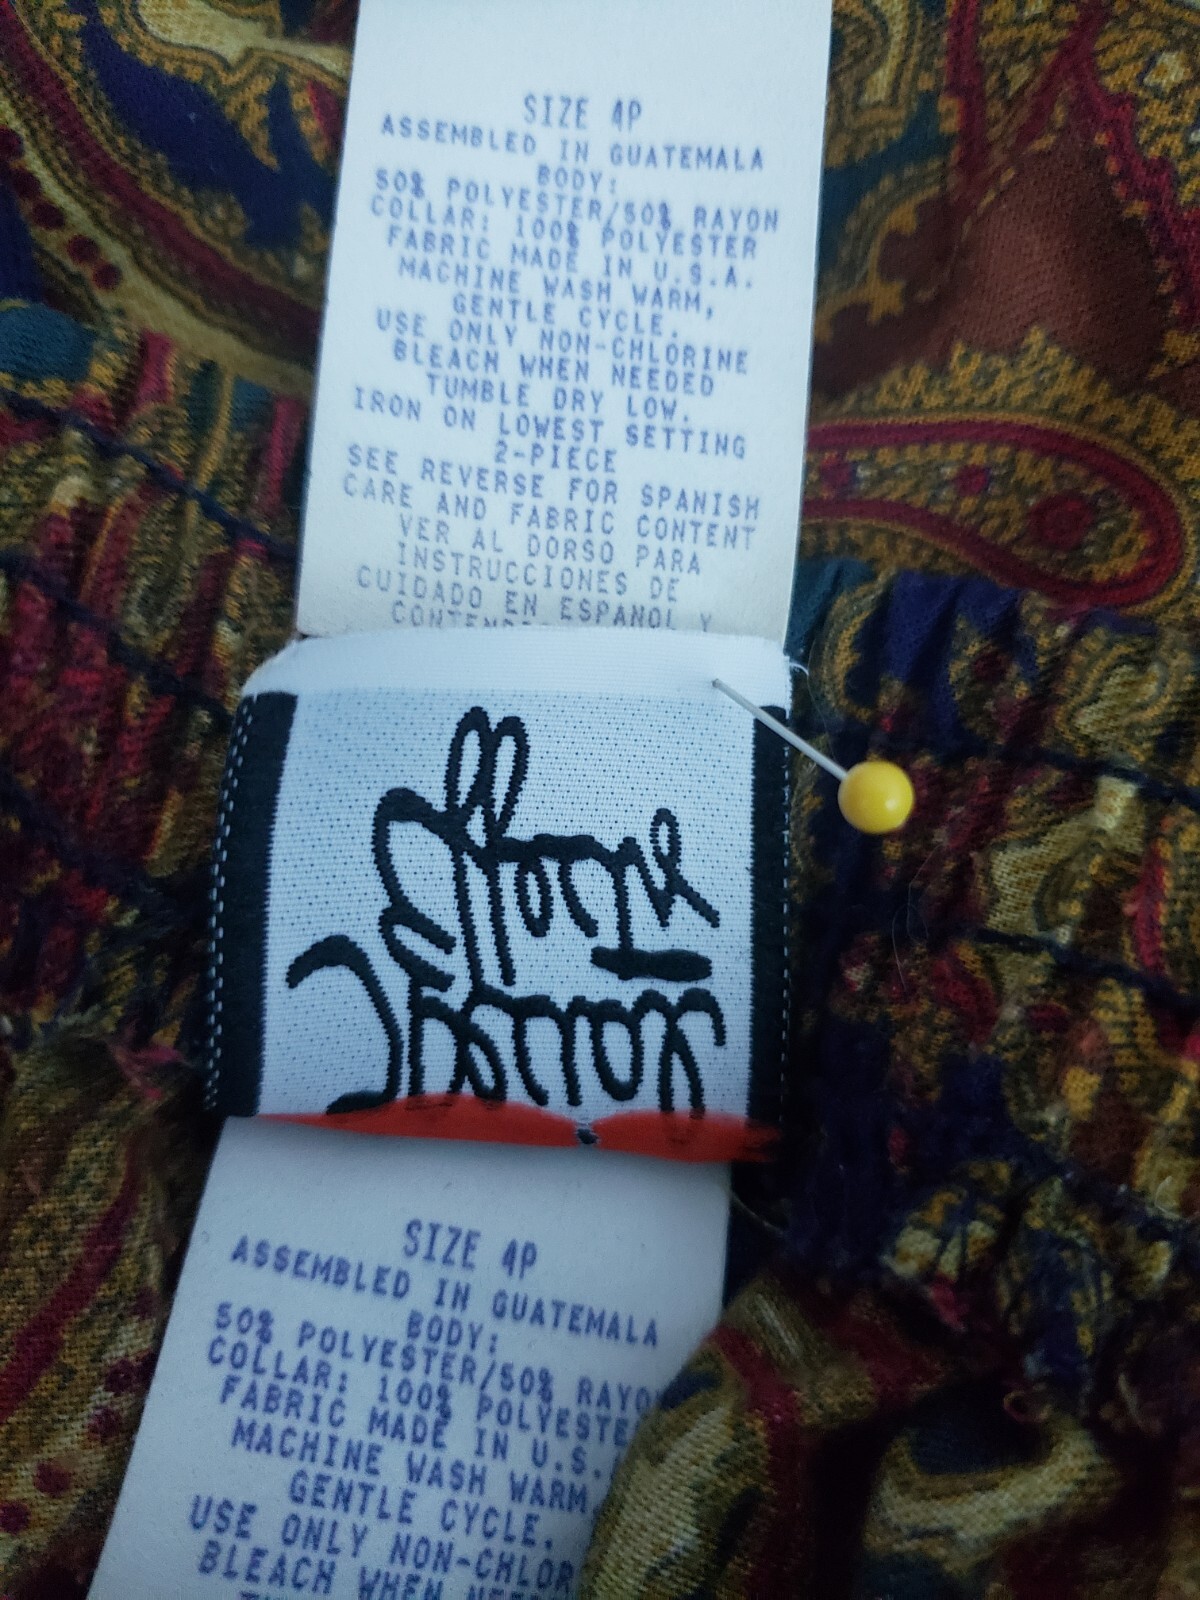 SIZE 4P
ASSEMBLED IN GUATEMALA
BODY:
50% POLYESTER/50% RAYON
COLLAR: 100% POLYESTER
FABRIC MADE IN U.S.A.
MACHINE WASH WARM,
GENTLE CYCLE.
USE ONLY NON-CHLORINE
BLEACH WHEN NEEDED
TUMBLE DRY LOW.
IRON ON LOWEST SETTING
2-PIECE
SEE REVERSE FOR SPANISH
CARE AND FABRIC CONTENT
VER AL DORSO PARA
INSTRUCCIONES DE
CUIDADO EN ESPANOL Y
SIZE 4P
ASSEMBLED IN GUATEMALA
BODY:
50% POLYESTER/50% RAYO
COLLAR: 100% POLYESTE
FABRIC MADE IN U.S.
MACHINE WASH WARM,
GENTLE CYCLE.
USE ONLY NON-CHLOR
BLEACH WHEN